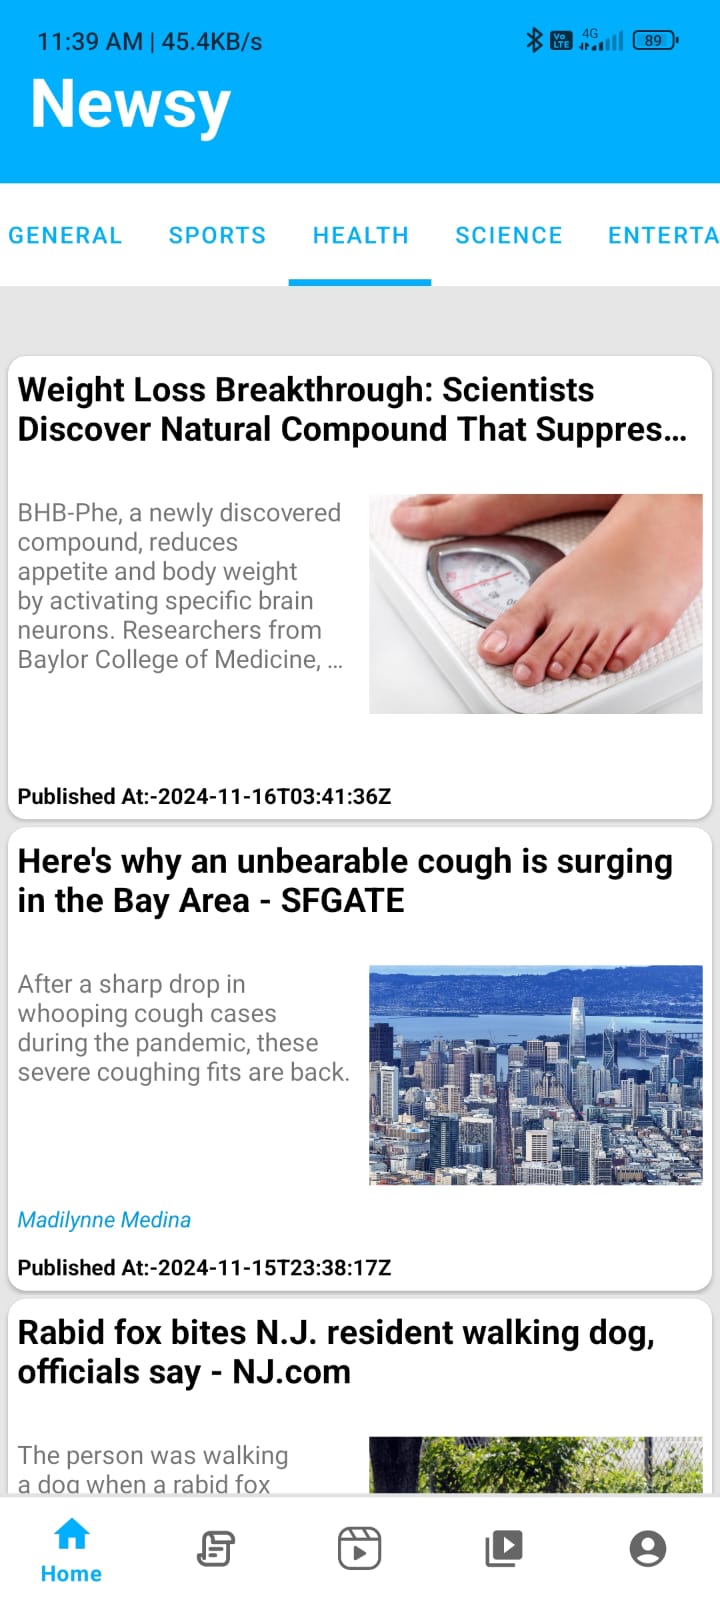 11:39 AM | 45.4KB/s
Vo LTE 4G 89
Newsy
GENERAL SPORTS HEALTH SCIENCE ENTERTA
Weight Loss Breakthrough: Scientists
Discover Natural Compound That Suppres...
BHB-Phe, a newly discovered
compound, reduces
appetite and body weight
by activating specific brain
neurons. Researchers from
Baylor College of Medicine, ...
Published At:-2024-11-16T03:41:36Z
Here's why an unbearable cough is surging
in the Bay Area - SFGATE
After a sharp drop in
whooping cough cases
during the pandemic, these
severe coughing fits are back.
Madilynne Medina
Published At:-2024-11-15T23:38:17Z
Rabid fox bites N.J. resident walking dog,
officials say - NJ.com
The person was walking
a dog when a rabid fox
Home